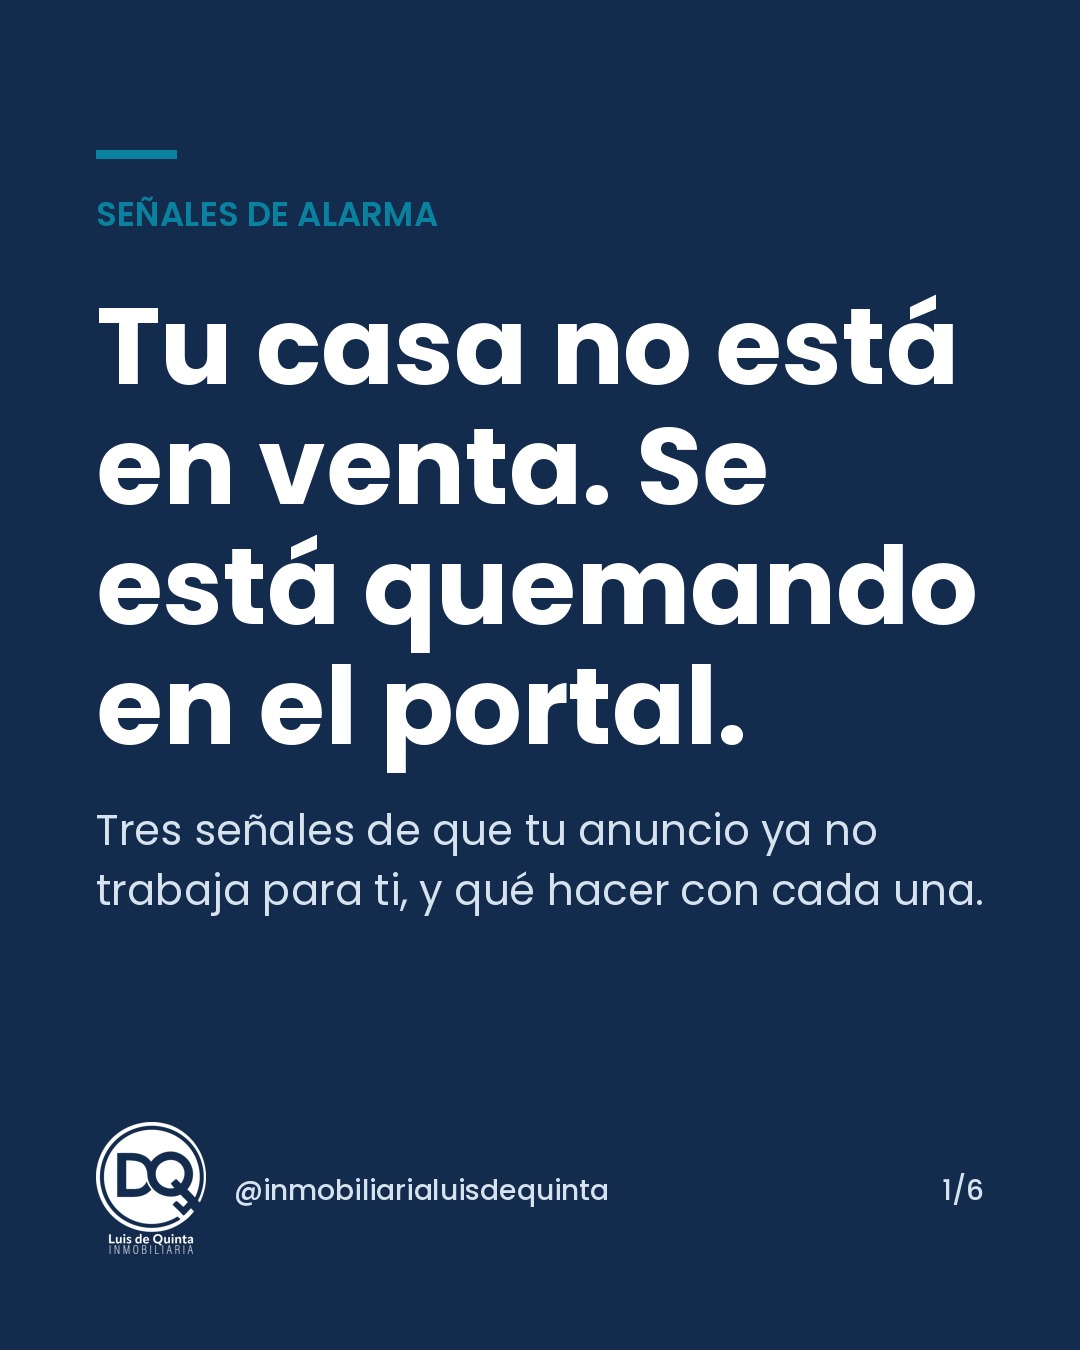 SEÑALES DE ALARMA
Tu casa no está
en venta. Se
está quemando
en el portal.
Tres señales de que tu anuncio ya no
trabaja para ti, y qué hacer con cada una.
DQ
Luis de Quinta
INMOBILIARIA
@inmobiliarialuisdequinta
1/6